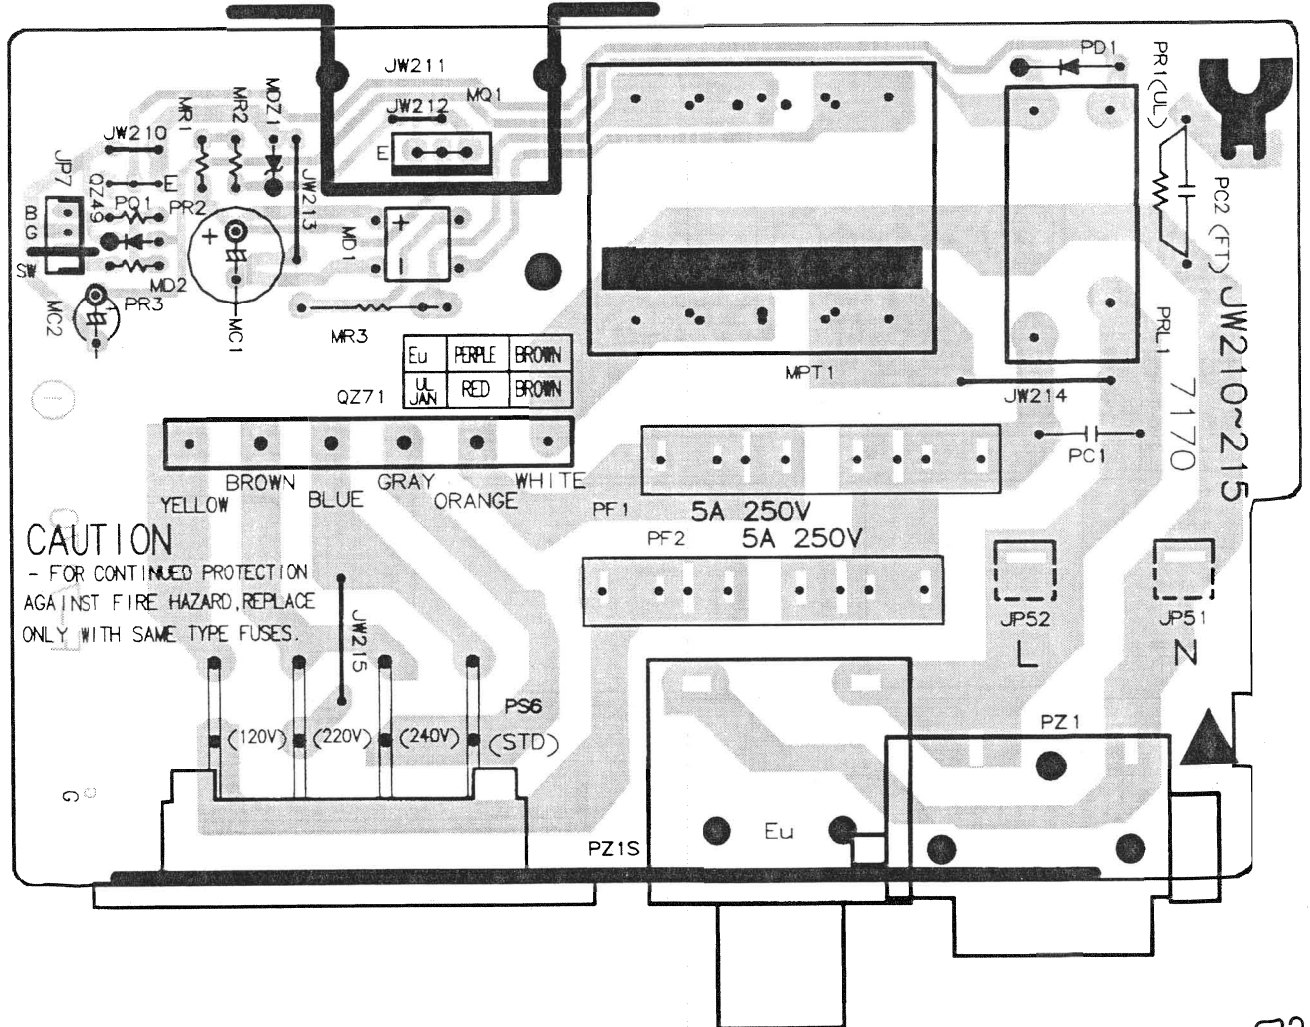 JW211
PD1
PR1(UL)
MR1
MR2
MDZ1
JW212
MQ1
JW210
E
JP7
QZ49
E
PQ1
PR2
JW213
PC2 (FT)
B
G
SW
+
+
-
MD1
MD2
PR3
MC2
MC1
MR3
PRL1
JW210~215
Eu PERPLE BROWN
UL JAN RED BROWN
QZ71
MPT1
JW214
7170
PC1
YELLOW
BROWN
BLUE
GRAY
ORANGE
WHITE
PF1
5A 250V
PF2
5A 250V
CAUTION
- FOR CONTINUED PROTECTION
AGAINST FIRE HAZARD, REPLACE
ONLY WITH SAME TYPE FUSES.
JW215
JP52
L
JP51
N
PS6
(120V)
(220V)
(240V)
(STD)
PZ1
G
Eu
PZ1S